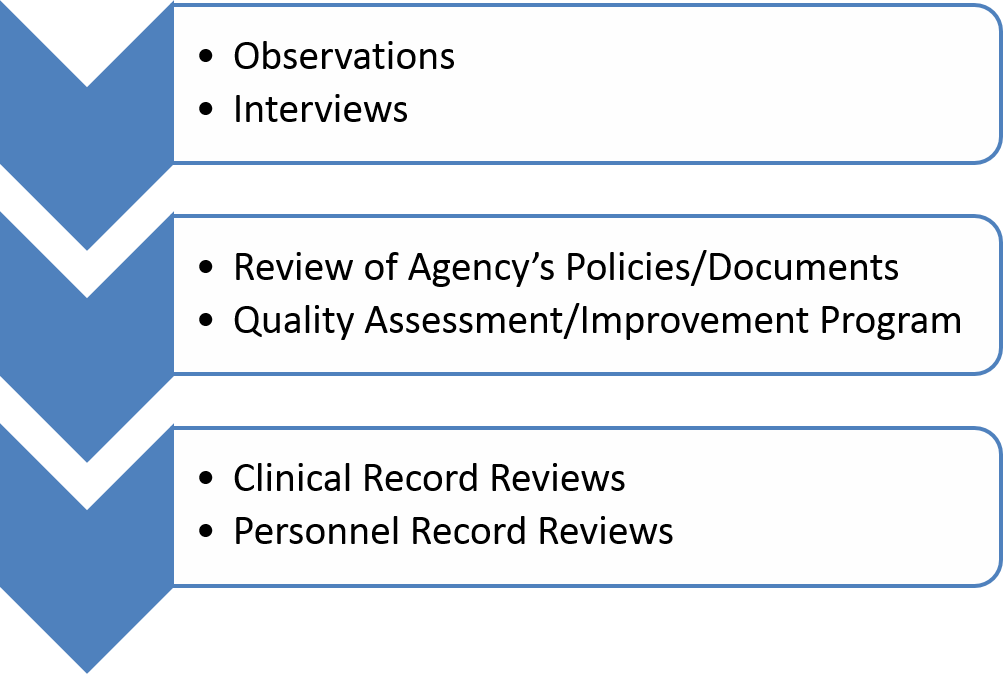 • Observations
• Interviews
• Review of Agency’s Policies/Documents
• Quality Assessment/Improvement Program
• Clinical Record Reviews
• Personnel Record Reviews